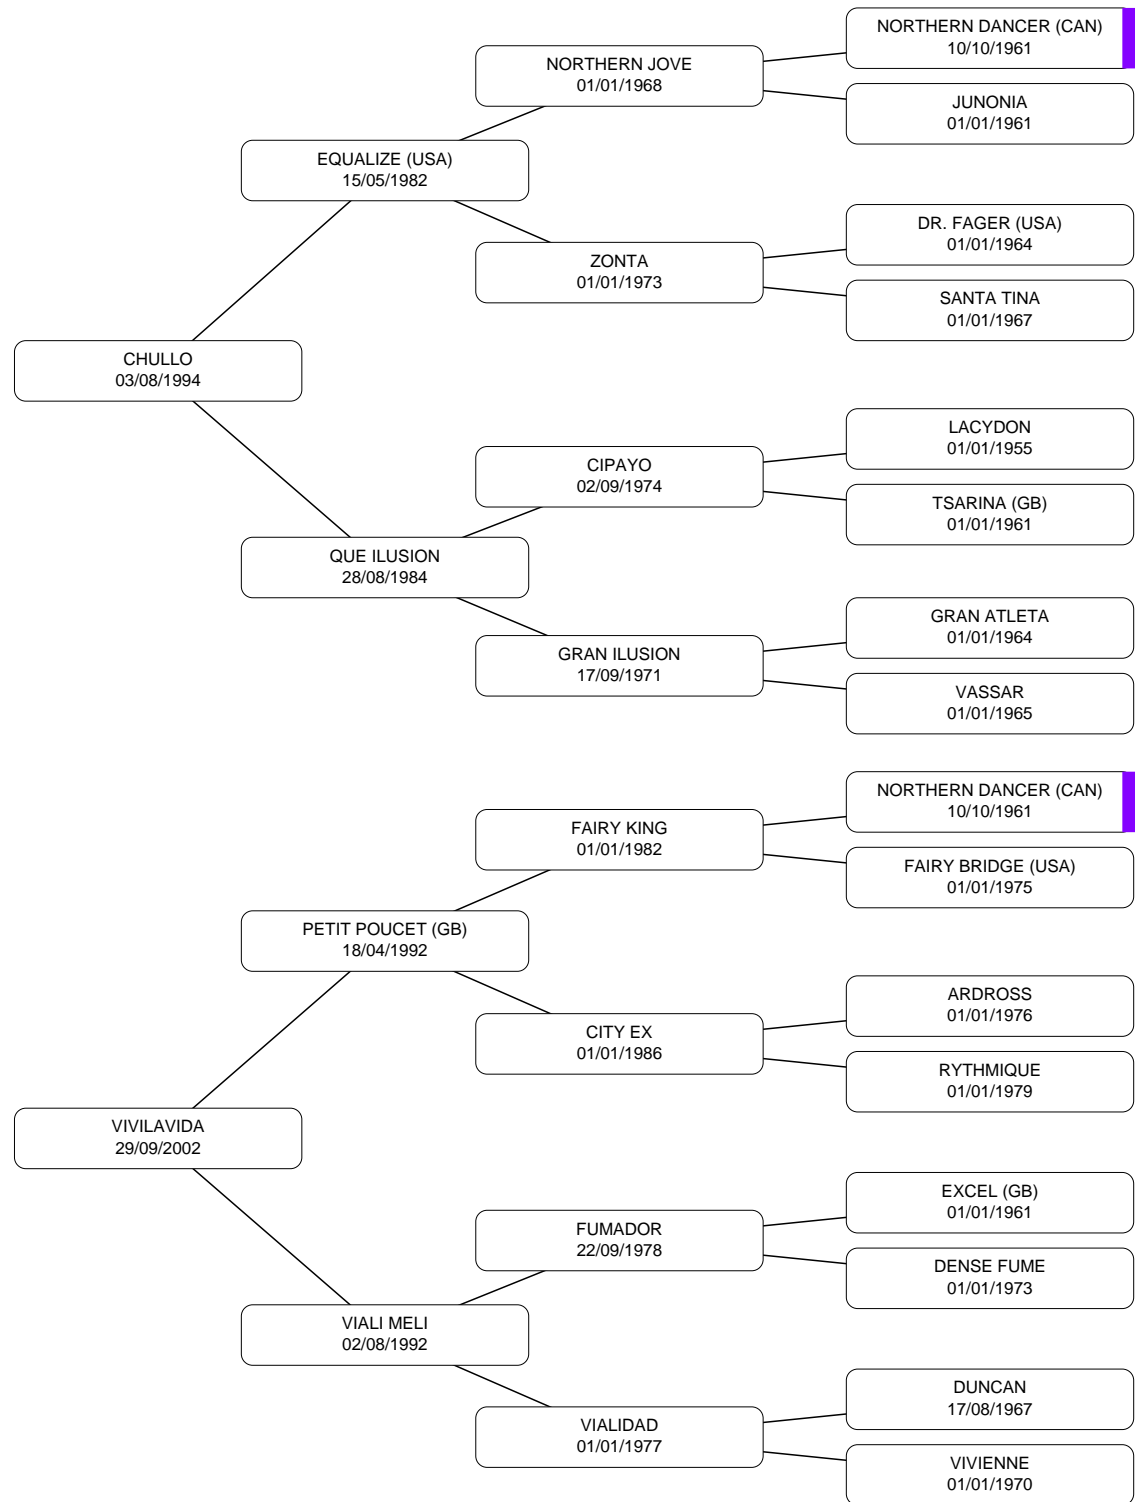 NORTHERN DANCER (CAN)
10/10/1961
NORTHERN JOVE
01/01/1968
JUNONIA
01/01/1961
EQUALIZE (USA)
15/05/1982
DR. FAGER (USA)
01/01/1964
ZONTA
01/01/1973
SANTA TINA
01/01/1967
CHULLO
03/08/1994
LACYDON
01/01/1955
CIPAYO
02/09/1974
TSARINA (GB)
01/01/1961
QUE ILUSION
28/08/1984
GRAN ATLETA
01/01/1964
GRAN ILUSION
17/09/1971
VASSAR
01/01/1965
NORTHERN DANCER (CAN)
10/10/1961
FAIRY KING
01/01/1982
FAIRY BRIDGE (USA)
01/01/1975
PETIT POUCET (GB)
18/04/1992
ARDROSS
01/01/1976
CITY EX
01/01/1986
RYTHMIQUE
01/01/1979
VIVILAVIDA
29/09/2002
EXCEL (GB)
01/01/1961
FUMADOR
22/09/1978
DENSE FUME
01/01/1973
VIALI MELI
02/08/1992
DUNCAN
17/08/1967
VIALIDAD
01/01/1977
VIVIENNE
01/01/1970